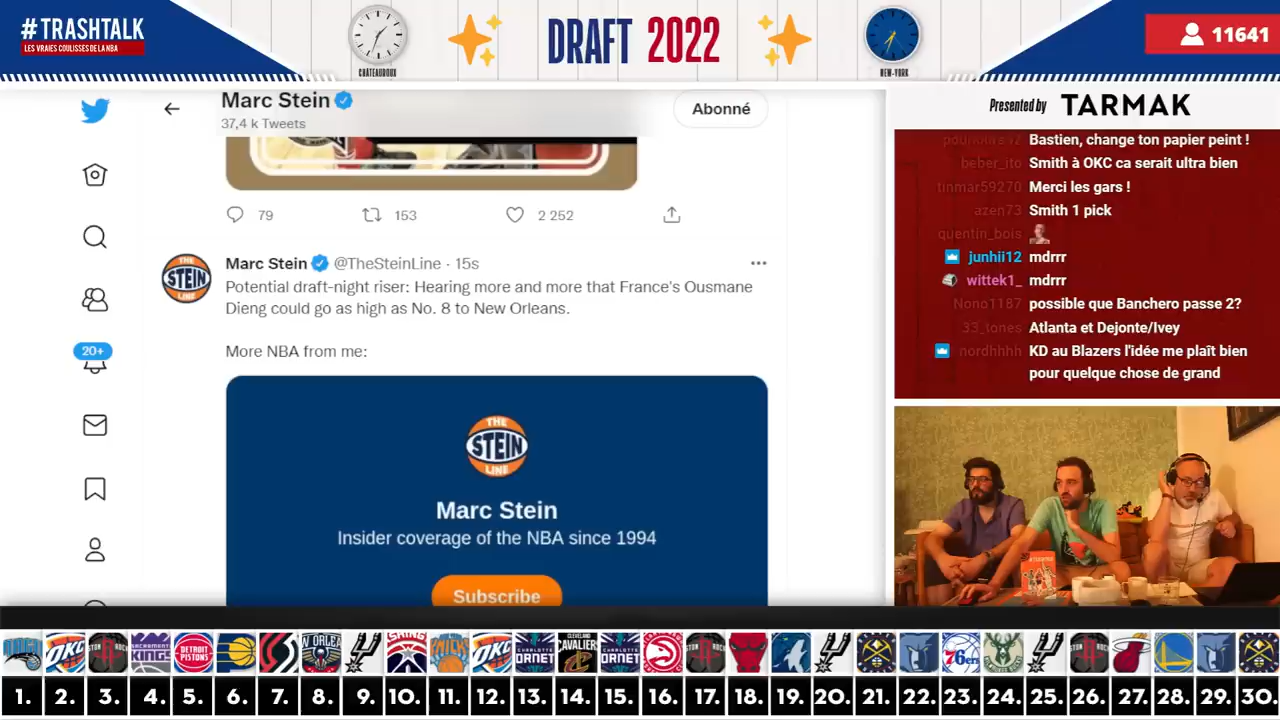 #TRASHTALK
LES VRAIES COULISSES DE LA NBA
CHÂTEAUROUX
DRAFT 2022
NEW-YORK
11641
Marc Stein
37,4 k Tweets
Abonné
79
153
2 252
Marc Stein @TheSteinLine · 15s
Potential draft-night riser: Hearing more and more that France's Ousmane
Dieng could go as high as No. 8 to New Orleans.
More NBA from me:
THE
STEIN
LINE
Marc Stein
Insider coverage of the NBA since 1994
Subscribe
20+
Presented by TARMAK
Bastien, change ton papier peint !
beber_ito Smith à OKC ca serait ultra bien
tinmar59270 Merci les gars !
azen73 Smith 1 pick
quentin_bois
junhii12 mdrrr
wittek1_ mdrrr
Nono1187 possible que Banchero passe 2?
33_tones Atlanta et Dejonte/Ivey
nordhhhh KD au Blazers l'idée me plaît bien
pour quelque chose de grand
1. 2. 3. 4. 5. 6. 7. 8. 9. 10. 11. 12. 13. 14. 15. 16. 17. 18. 19. 20. 21. 22. 23. 24. 25. 26. 27. 28. 29. 30.